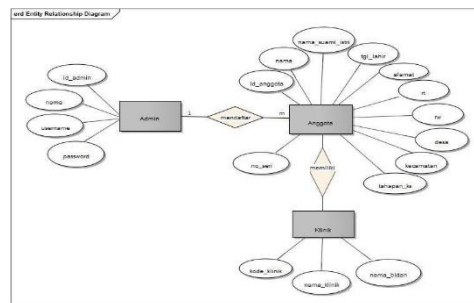 erd Entity Relationship Diagram
nama_suami_istri
nama
tgl_lahir
id_anggota
alamat
id_admin
rt
nama
rw
Admin
1
mendaftar
m
Anggota
username
desa
password
no_seri
kecamatan
memiliki
tahapan_ks
Klinik
kode_klinik
nama_klinik
nama_bidan